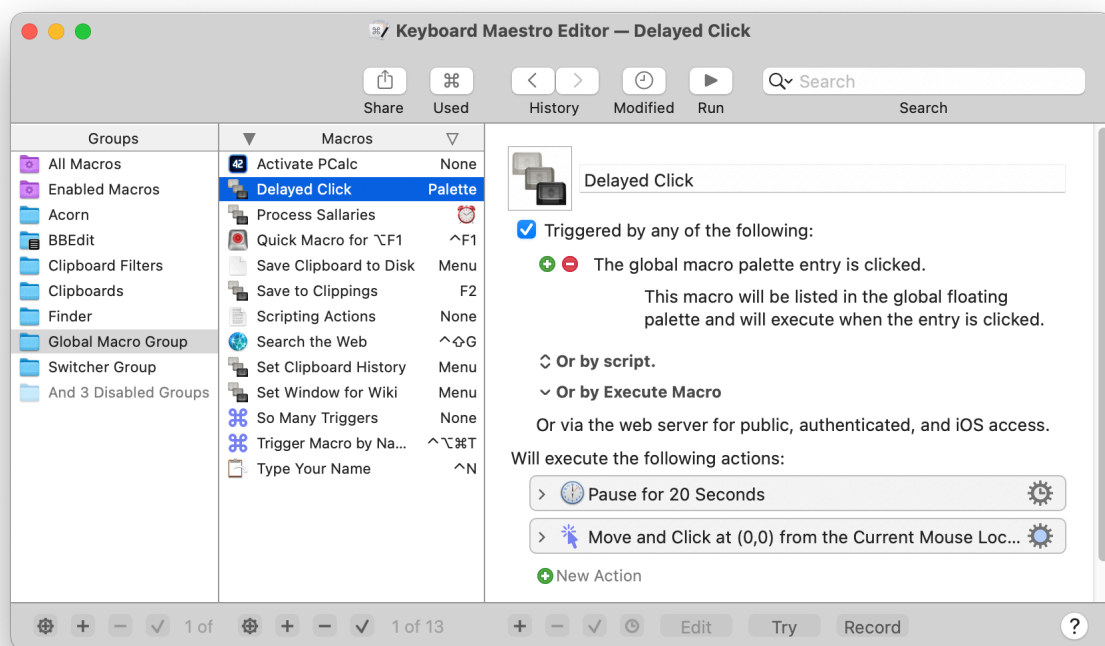 Keyboard Maestro Editor — Delayed Click
Share
Used
History
Modified
Run
Search
Search
Groups
All Macros
Enabled Macros
Acorn
BBEdit
Clipboard Filters
Clipboards
Finder
Global Macro Group
Switcher Group
And 3 Disabled Groups
Macros
42 Activate PCalc None
Delayed Click Palette
Process Sallaries
Quick Macro for ⌥F1 ^F1
Save Clipboard to Disk Menu
Save to Clippings F2
Scripting Actions None
Search the Web ^⇧G
Set Clipboard History Menu
Set Window for Wiki Menu
So Many Triggers None
Trigger Macro by Na... ^⌥⌘T
Type Your Name ^N
Delayed Click
Triggered by any of the following:
The global macro palette entry is clicked.
This macro will be listed in the global floating
palette and will execute when the entry is clicked.
Or by script.
Or by Execute Macro
Or via the web server for public, authenticated, and iOS access.
Will execute the following actions:
Pause for 20 Seconds
Move and Click at (0,0) from the Current Mouse Loc...
New Action
1 of
1 of 13
Edit
Try
Record
?